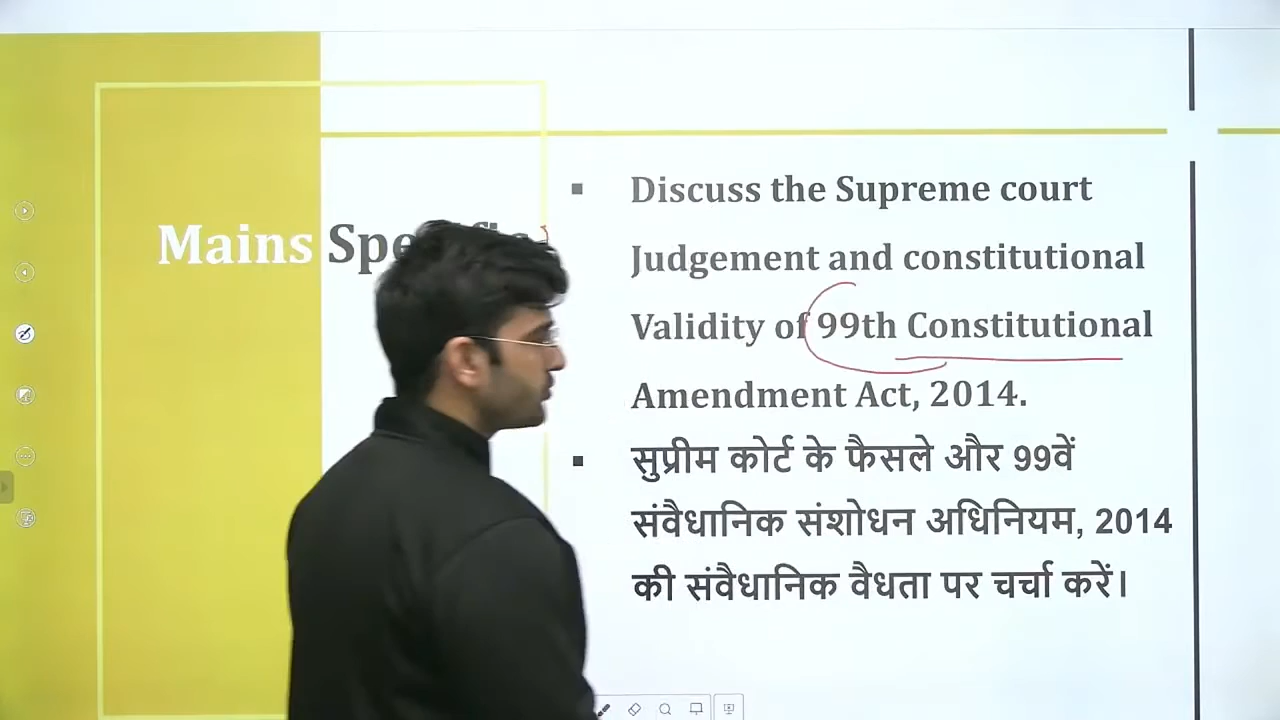 Mains
Discuss the Supreme court
Judgement and constitutional
Validity of 99th Constitutional
Amendment Act, 2014.
सुप्रीम कोर्ट के फैसले और 99वें
संवैधानिक संशोधन अधिनियम, 2014
की संवैधानिक वैधता पर चर्चा करें।